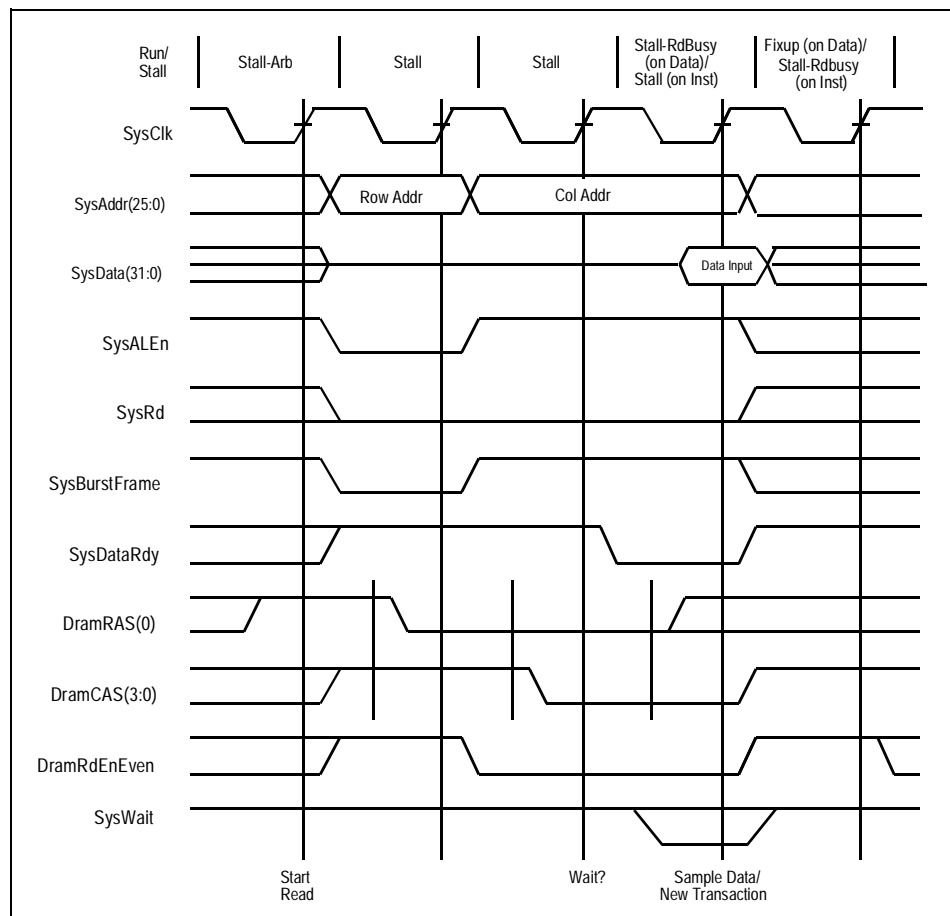 Run/
Stall
Stall-Arb
Stall
Stall
Stall-RdBusy
(on Data)/
Stall (on Inst)
Fixup (on Data)/
Stall-Rdbusy
(on Inst)
SysClk
SysAddr(25:0)
Row Addr
Col Addr
SysData(31:0)
Data Input
SysALEn
SysRd
SysBurstFrame
SysDataRdy
DramRAS(0)
DramCAS(3:0)
DramRdEnEven
SysWait
Start
Read
Wait?
Sample Data/
New Transaction